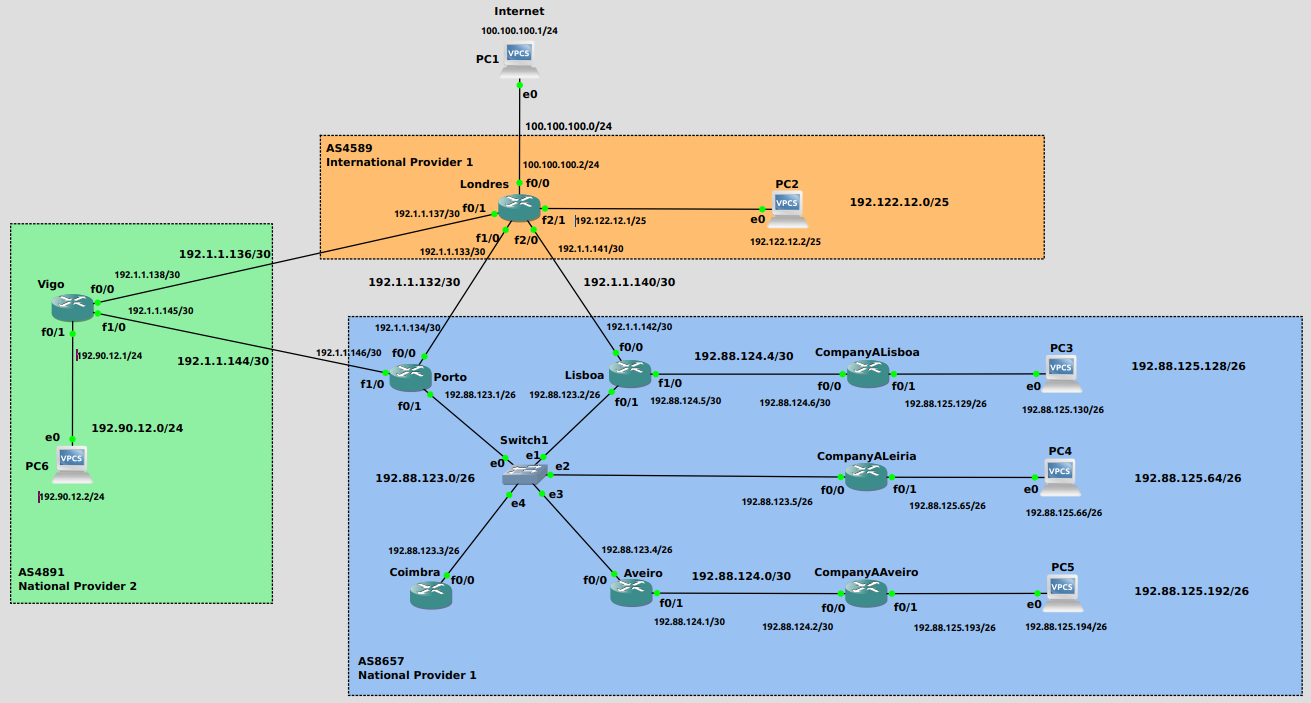 Internet
100.100.100.1/24
PC1
VPCS
e0
100.100.100.0/24
AS4589
International Provider 1
100.100.100.2/24
Londres
f0/0
f0/1
192.1.1.137/30
f2/1
192.122.12.1/25
PC2
VPCS
e0
192.122.12.2/25
192.122.12.0/25
f1/0
f2/0
192.1.1.133/30
192.1.1.141/30
192.1.1.136/30
192.1.1.132/30
192.1.1.140/30
192.1.1.138/30
Vigo
f0/0
192.1.1.145/30
f0/1
f1/0
192.90.12.1/24
192.1.1.144/30
192.90.12.0/24
e0
PC6
VPCS
192.90.12.2/24
AS4891
National Provider 2
192.1.1.134/30
192.1.1.142/30
192.1.1.146/30
f0/0
f1/0
Porto
f0/1
192.88.123.1/26
f0/0
Lisboa
f1/0
f0/1
192.88.123.2/26
192.88.124.5/30
192.88.124.4/30
CompanyALisboa
f0/0
f0/1
192.88.124.6/30
192.88.125.129/26
PC3
VPCS
e0
192.88.125.130/26
192.88.125.128/26
Switch1
e0
e1
e2
e3
e4
192.88.123.0/26
CompanyALeiria
f0/0
f0/1
192.88.123.5/26
192.88.125.65/26
PC4
VPCS
e0
192.88.125.66/26
192.88.125.64/26
192.88.123.3/26
Coimbra
f0/0
192.88.123.4/26
f0/0
Aveiro
f0/1
192.88.124.1/30
192.88.124.0/30
CompanyAAveiro
f0/0
f0/1
192.88.124.2/30
192.88.125.193/26
PC5
VPCS
e0
192.88.125.194/26
192.88.125.192/26
AS8657
National Provider 1